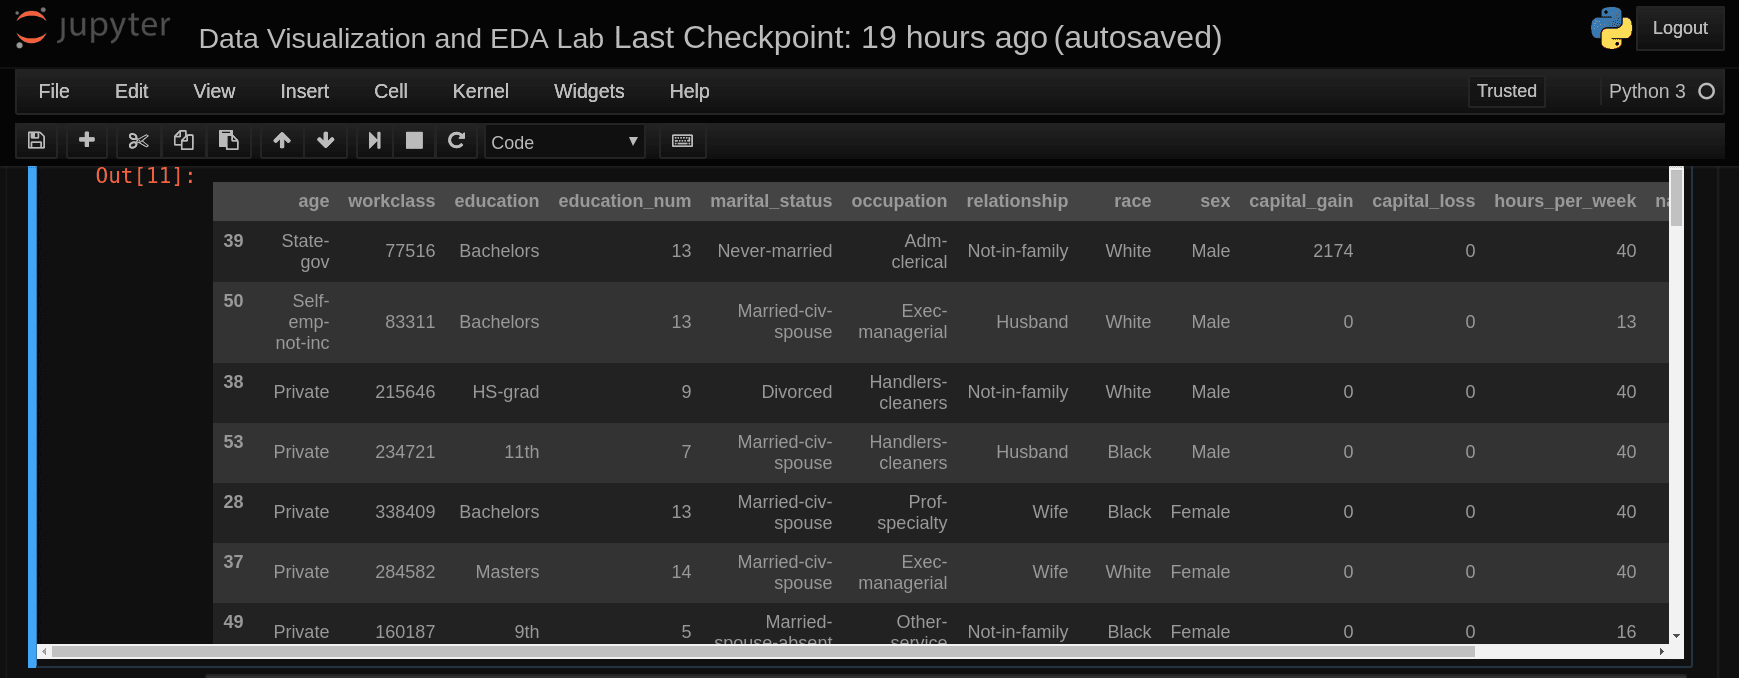 jupyter Data Visualization and EDA Lab Last Checkpoint: 19 hours ago (autosaved) Logout
File Edit View Insert Cell Kernel Widgets Help Trusted Python 3
Code
Out[11]:
age workclass education education_num marital_status occupation relationship race sex capital_gain capital_loss hours_per_week
39 State- Adm-
gov 77516 Bachelors 13 Never-married clerical Not-in-family White Male 2174 0 40
50 Self-
emp- 83311 Bachelors 13 Married-civ- Exec- Husband White Male 0 0 13
not-inc spouse managerial
38 Private 215646 HS-grad 9 Divorced Handlers- Not-in-family White Male 0 0 40
cleaners
53 Private 234721 11th 7 Married-civ- Handlers- Husband Black Male 0 0 40
spouse cleaners
28 Private 338409 Bachelors 13 Married-civ- Prof- Wife Black Female 0 0 40
spouse specialty
37 Private 284582 Masters 14 Married-civ- Exec- Wife White Female 0 0 40
spouse managerial
49 Private 160187 9th 5 Married- Other- Not-in-family Black Female 0 0 16
spouse-absent service